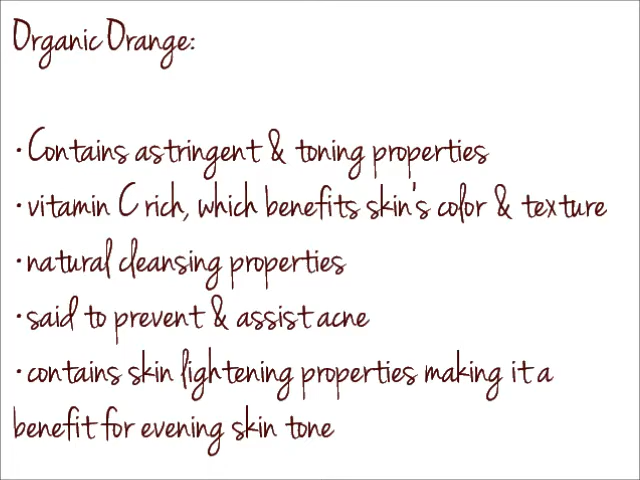 Organic Orange:
•Contains astringent & toning properties
•vitamin C rich, which benefits skin's color & texture
•natural cleansing properties
•said to prevent & assist acne
•contains skin lightening properties making it a
benefit for evening skin tone